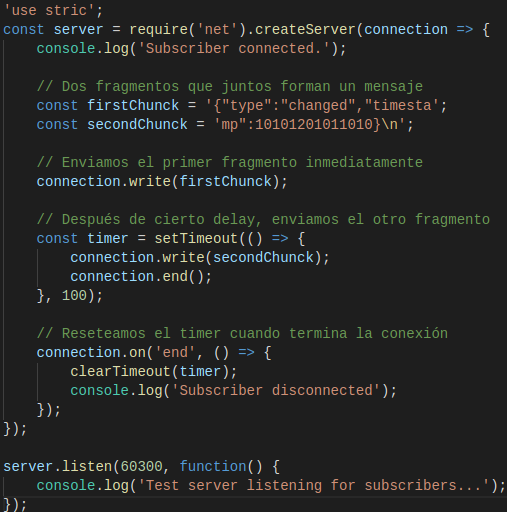 'use stric';
const server = require('net').createServer(connection => {
    console.log('Subscriber connected.');

    // Dos fragmentos que juntos forman un mensaje
    const firstChunck = '{"type":"changed","timesta';
    const secondChunck = 'mp":10101201011010}\n';

    // Enviamos el primer fragmento inmediatamente
    connection.write(firstChunck);

    // Después de cierto delay, enviamos el otro fragmento
    const timer = setTimeout(() => {
        connection.write(secondChunck);
        connection.end();
    }, 100);

    // Reseteamos el timer cuando termina la conexión
    connection.on('end', () => {
        clearTimeout(timer);
        console.log('Subscriber disconnected');
    });
});

server.listen(60300, function() {
    console.log('Test server listening for subscribers...');
});